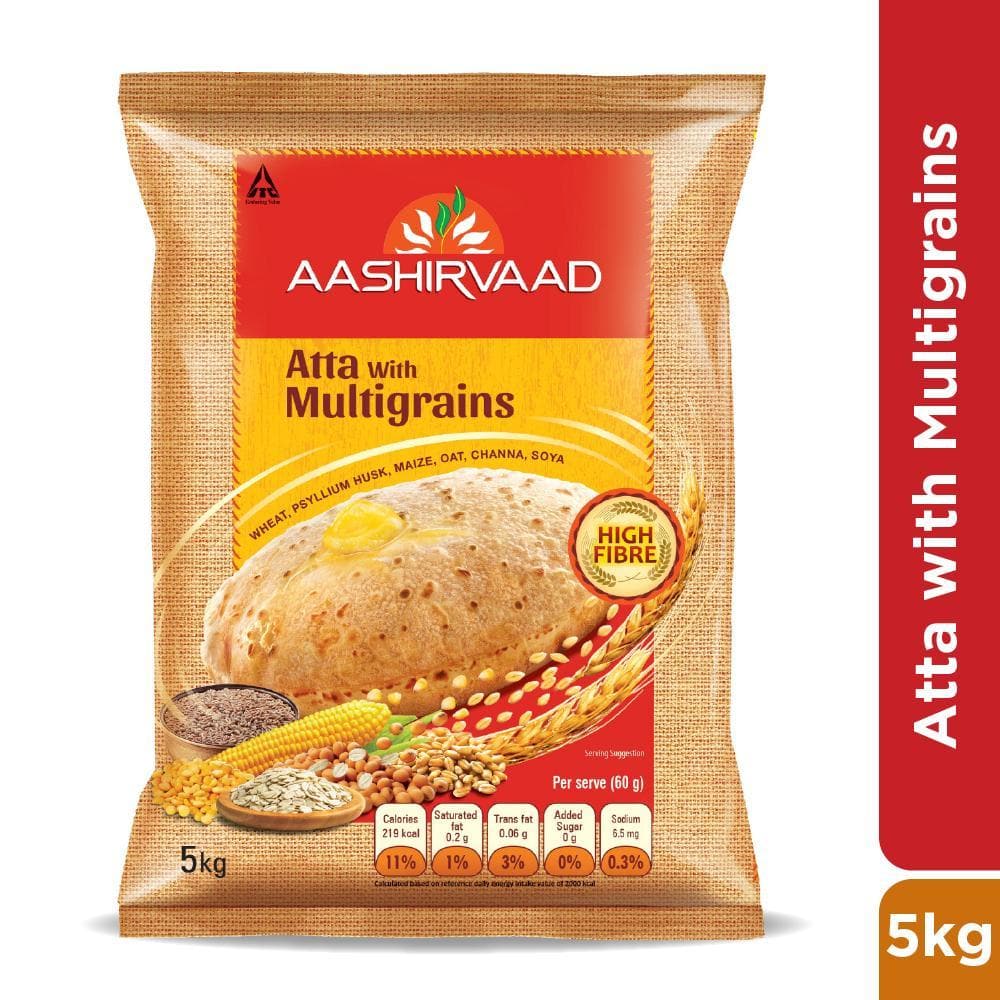 ITC
Enduring Value
AASHIRVAAD
Atta With
Multigrains
WHEAT, PSYLLIUM HUSK, MAIZE, OAT, CHANNA, SOYA
HIGH
FIBRE
Serving Suggestion
Per serve (60 g)
Calories
219 kcal
11%
Saturated
fat
0.2 g
1%
Trans fat
0.06 g
3%
Added
Sugar
0 g
0%
Sodium
6.5 mg
0.3%
Calculated based on reference daily energy intake value of 2000 kcal
5kg
Atta with Multigrains
5kg